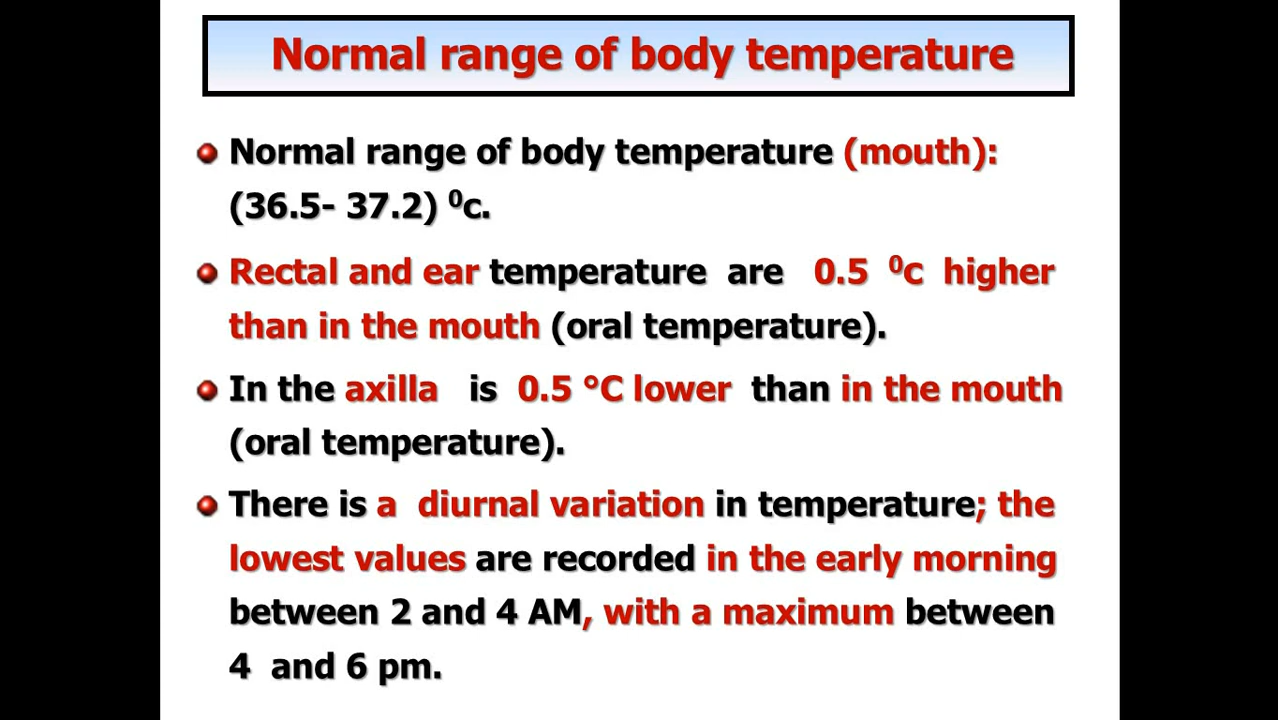 Normal range of body temperature
Normal range of body temperature (mouth):
(36.5- 37.2) ⁰c.
Rectal and ear temperature are 0.5 ⁰c higher
than in the mouth (oral temperature).
In the axilla is 0.5 °C lower than in the mouth
(oral temperature).
There is a diurnal variation in temperature; the
lowest values are recorded in the early morning
between 2 and 4 AM, with a maximum between
4 and 6 pm.